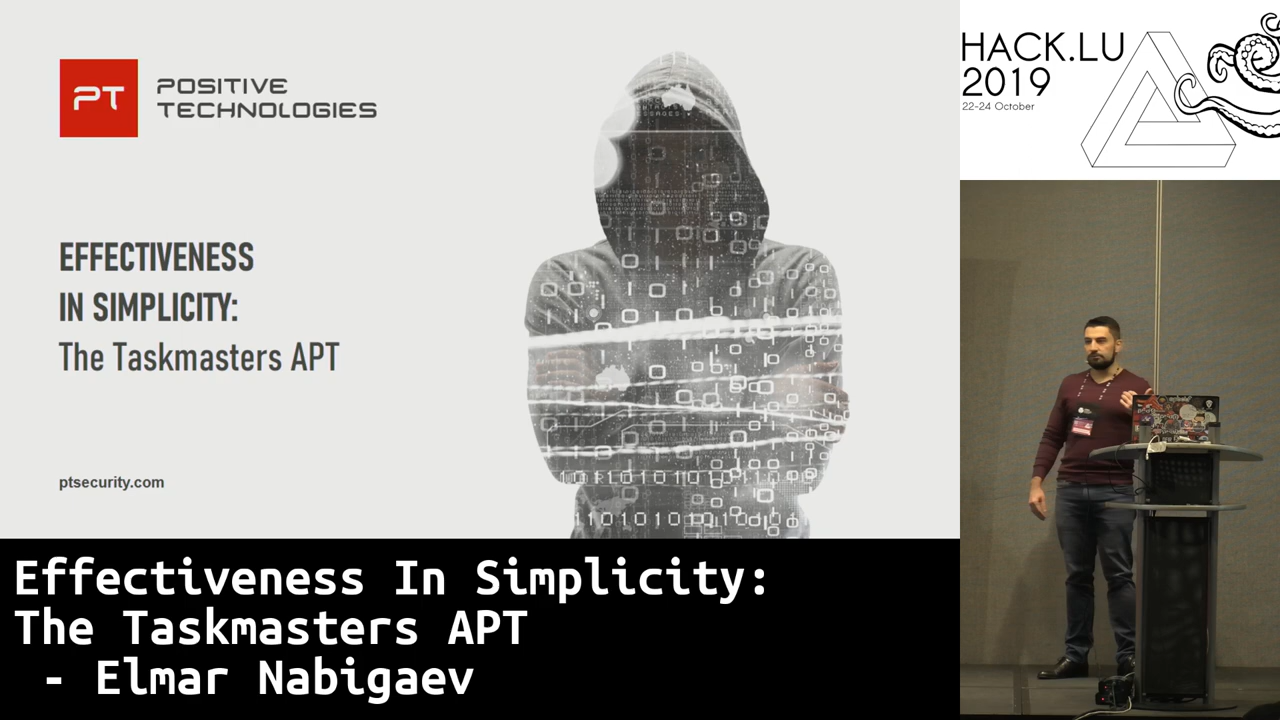 PT
POSITIVE
TECHNOLOGIES
EFFECTIVENESS
IN SIMPLICITY:
The Taskmasters APT
ptsecurity.com
HACK.LU
2019
22-24 October
Effectiveness In Simplicity:
The Taskmasters APT
- Elmar Nabigaev